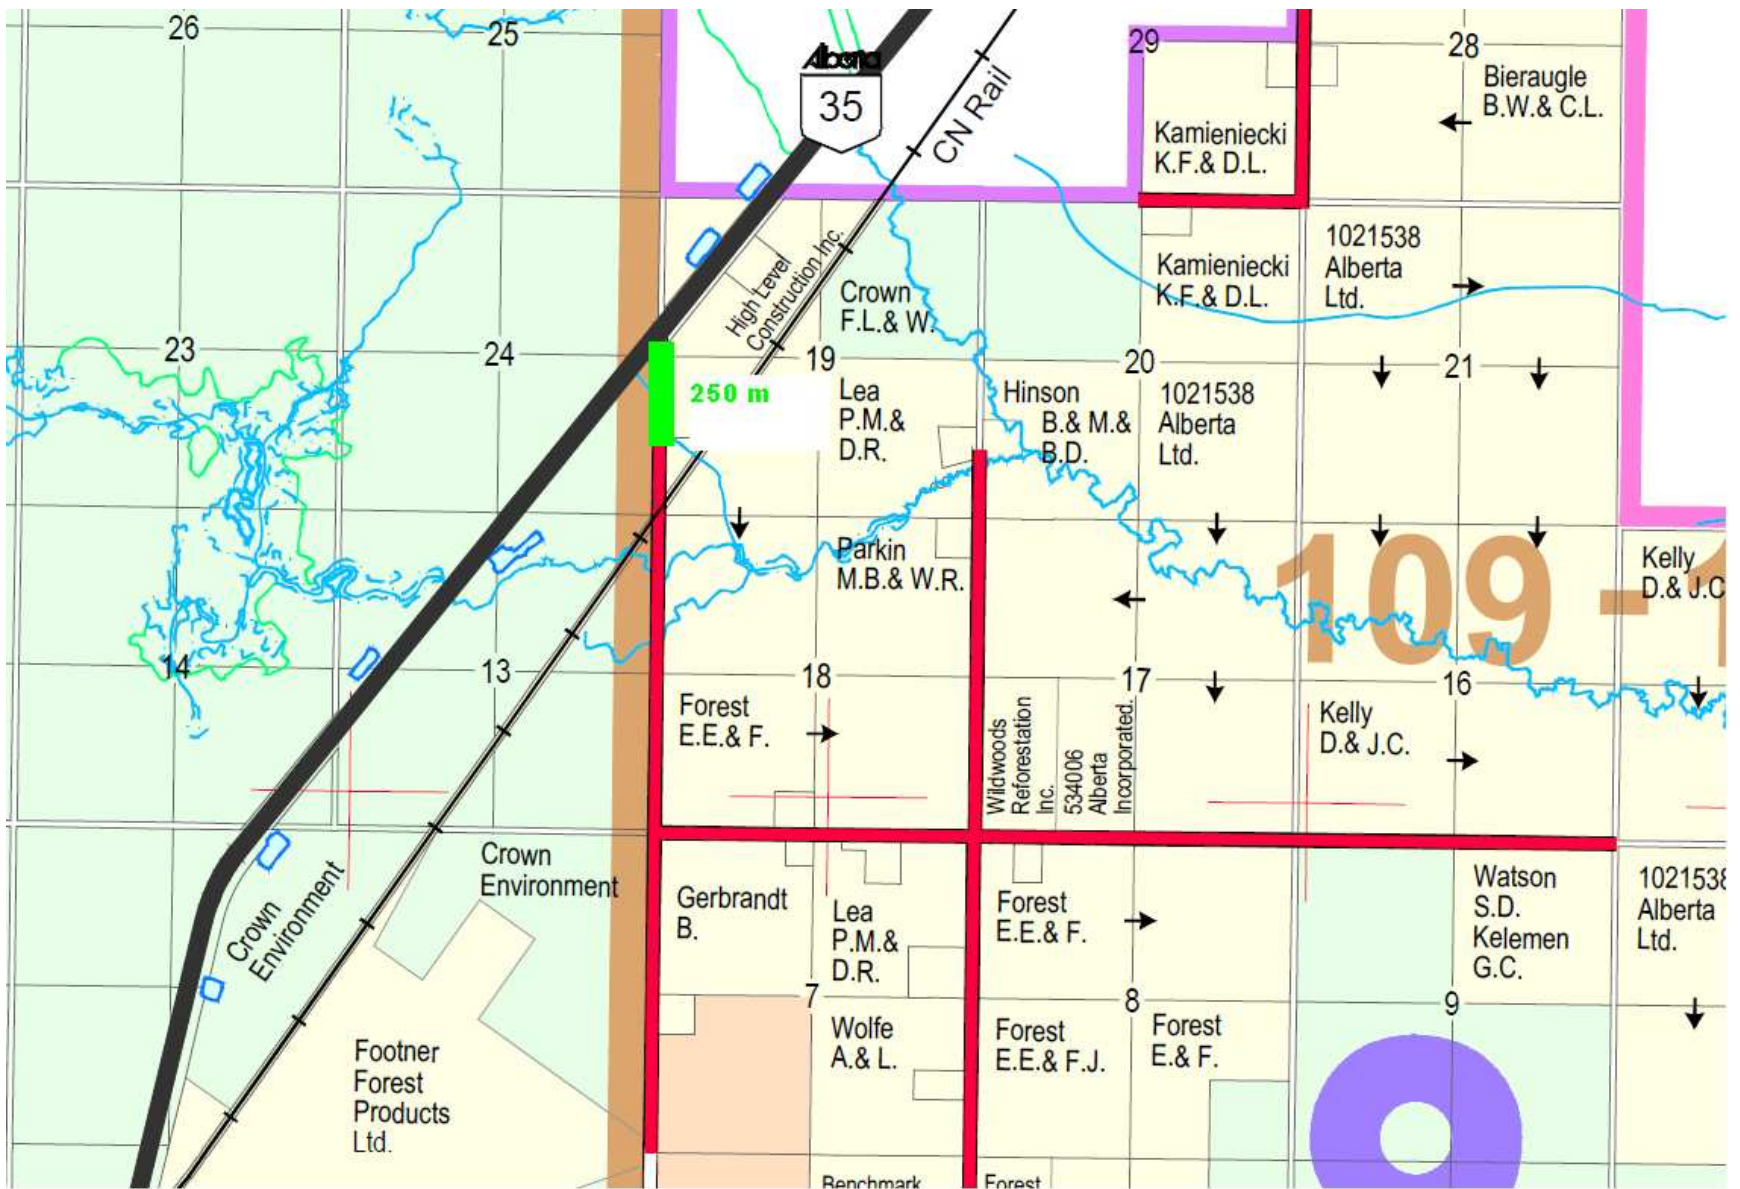 26
25
29
28
Alberta
35
CN Rail
Bieraugle
B.W.& C.L.
Kamieniecki
K.F.& D.L.
High Level
Construction Inc.
Crown
F.L.& W.
Kamieniecki
K.F.& D.L.
1021538
Alberta
Ltd.
23
24
19
20
21
250 m
Lea
P.M.&
D.R.
Hinson
B.& M.&
B.D.
1021538
Alberta
Ltd.
Parkin
M.B.& W.R.
109 - 1
Kelly
D.& J.C
14
13
18
17
16
Forest
E.E.& F.
Wildwoods
Reforestation
Inc.
534006
Alberta
Incorporated.
Kelly
D.& J.C.
Crown
Environment
Crown
Environment
Gerbrandt
B.
Lea
P.M.&
D.R.
Forest
E.E.& F.
Watson
S.D.
Kelemen
G.C.
1021538
Alberta
Ltd.
7
8
9
Footner
Forest
Products
Ltd.
Wolfe
A.& L.
Forest
E.E.& F.J.
Forest
E.& F.
Benchmark
Forest